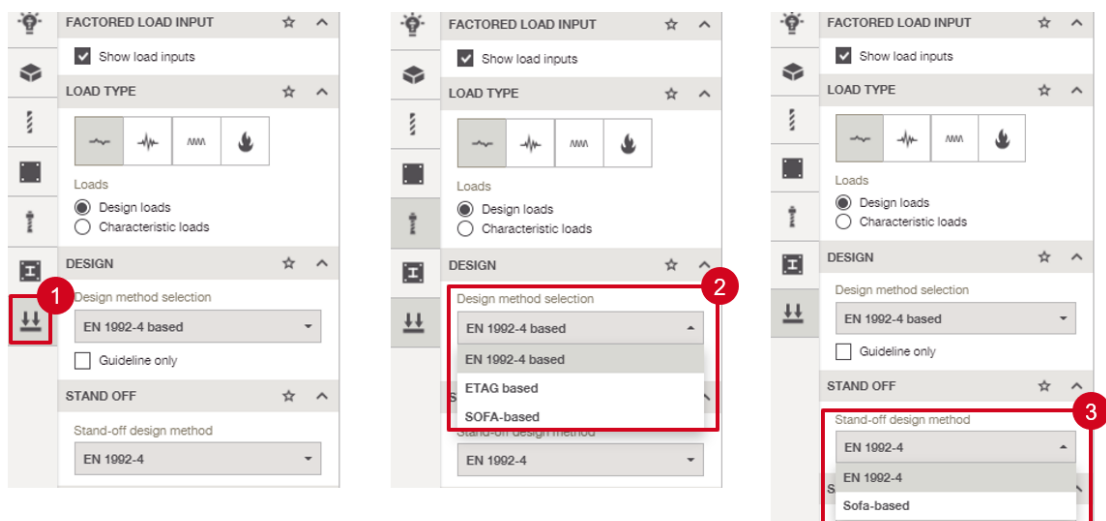 FACTORED LOAD INPUT
Show load inputs
LOAD TYPE
Loads
Design loads
Characteristic loads
DESIGN
1
Design method selection
EN 1992-4 based
Guideline only
STAND OFF
Stand-off design method
EN 1992-4
FACTORED LOAD INPUT
Show load inputs
LOAD TYPE
Loads
Design loads
Characteristic loads
DESIGN
2
Design method selection
EN 1992-4 based
EN 1992-4 based
ETAG based
S
SOFA-based
Stand-off design method
EN 1992-4
FACTORED LOAD INPUT
Show load inputs
LOAD TYPE
Loads
Design loads
Characteristic loads
DESIGN
Design method selection
EN 1992-4 based
Guideline only
STAND OFF
3
Stand-off design method
EN 1992-4
EN 1992-4
S
Sofa-based